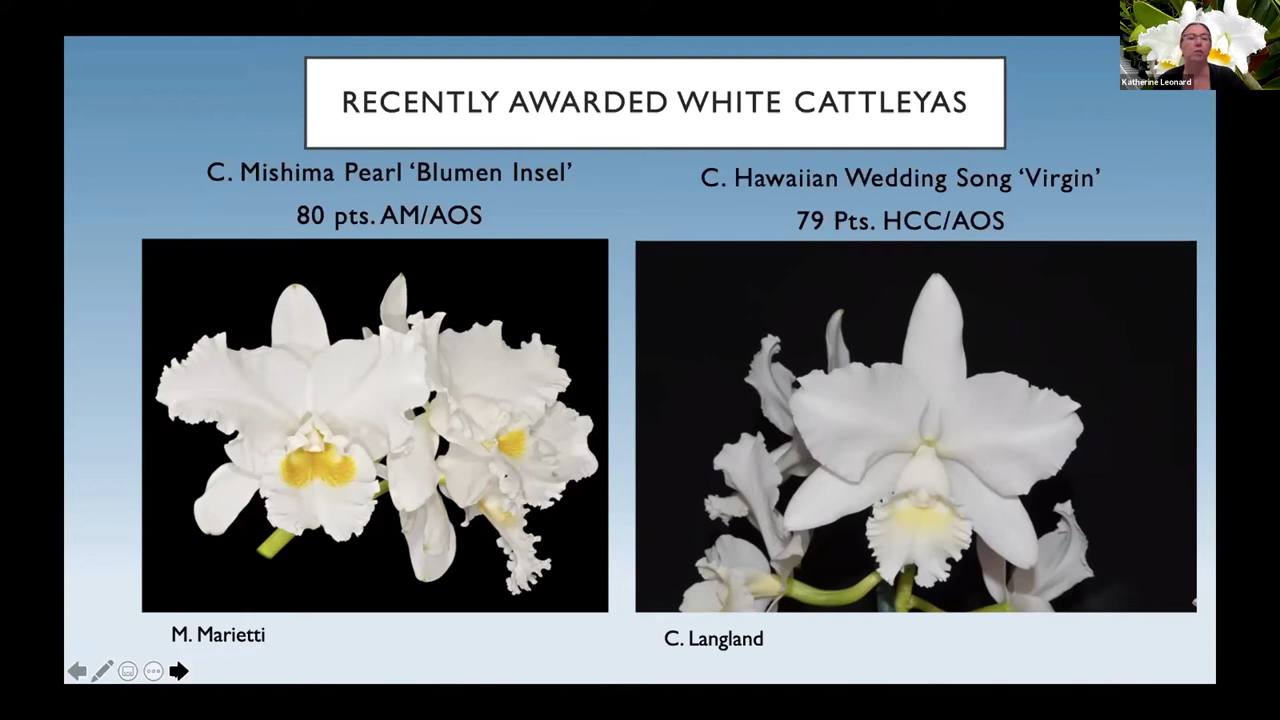 Katherine Leonard
RECENTLY AWARDED WHITE CATTLEYAS
C. Mishima Pearl ‘Blumen Insel’
80 pts. AM/AOS
C. Hawaiian Wedding Song ‘Virgin’
79 Pts. HCC/AOS
M. Marietti
C. Langland